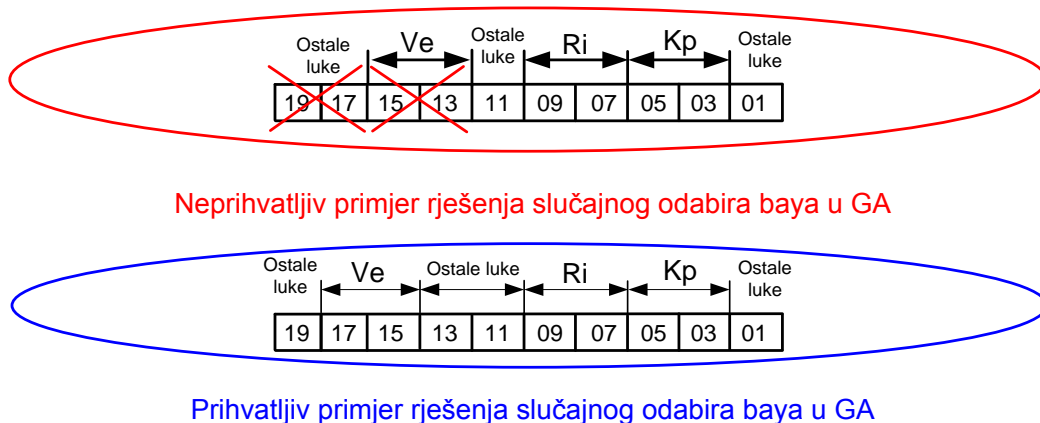 Ostale luke Ve Ostale luke Ri Kp Ostale luke
19 17 15 13 11 09 07 05 03 01
Neprihvatljiv primjer rješenja slučajnog odabira baya u GA
Ostale luke Ve Ostale luke Ri Kp Ostale luke
19 17 15 13 11 09 07 05 03 01
Prihvatljiv primjer rješenja slučajnog odabira baya u GA